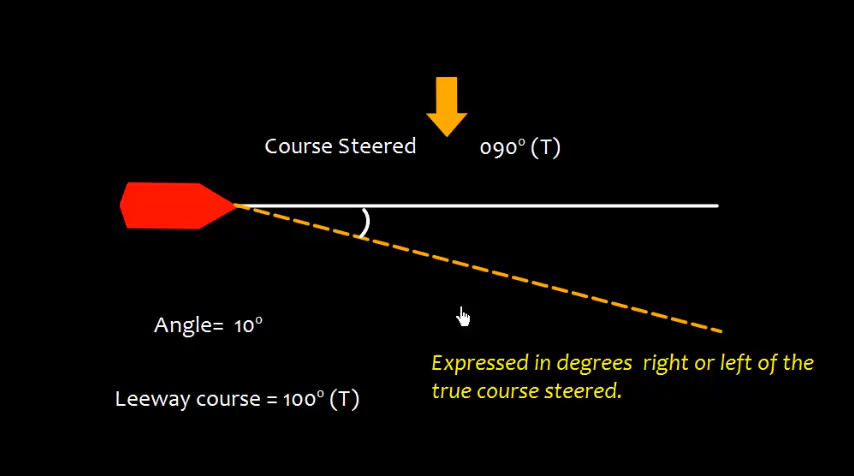 Course Steered 090° (T)
Angle= 10°
Expressed in degrees right or left of the
true course steered.
Leeway course = 100° (T)